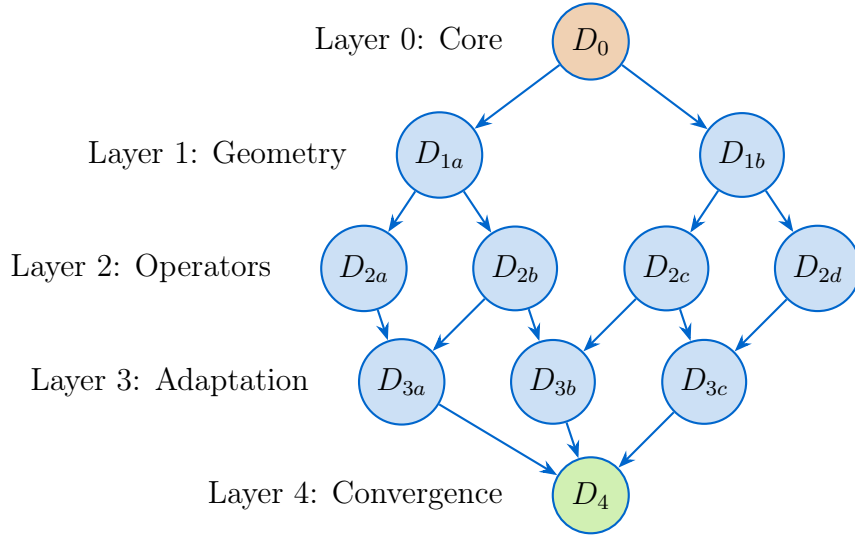 Layer 0: Core D₀
Layer 1: Geometry D₁ₐ D₁b
Layer 2: Operators D₂ₐ D₂b D₂c D₂d
Layer 3: Adaptation D₃ₐ D₃b D₃c
Layer 4: Convergence D₄